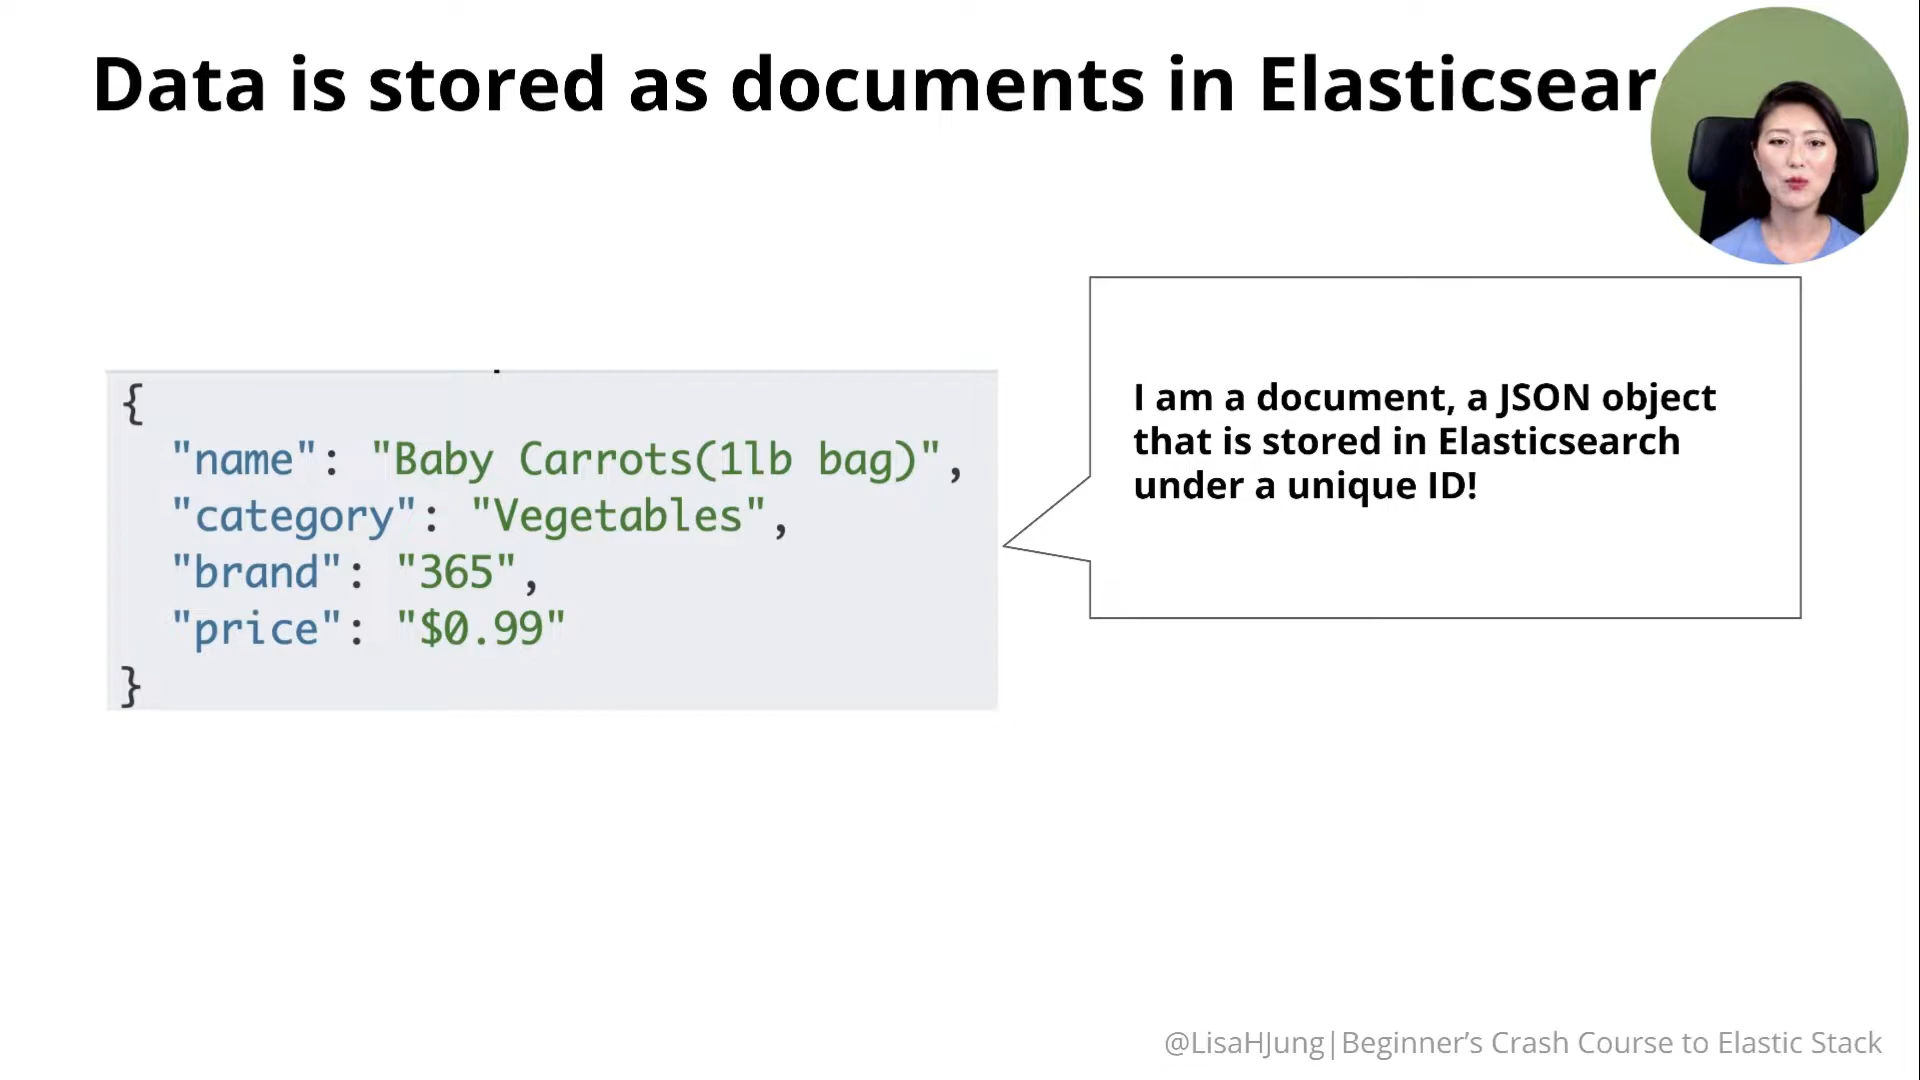 Data is stored as documents in Elasticsear
{
"name": "Baby Carrots(1lb bag)",
"category": "Vegetables",
"brand": "365",
"price": "$0.99"
}
I am a document, a JSON object
that is stored in Elasticsearch
under a unique ID!
@LisaHJung|Beginner’s Crash Course to Elastic Stack